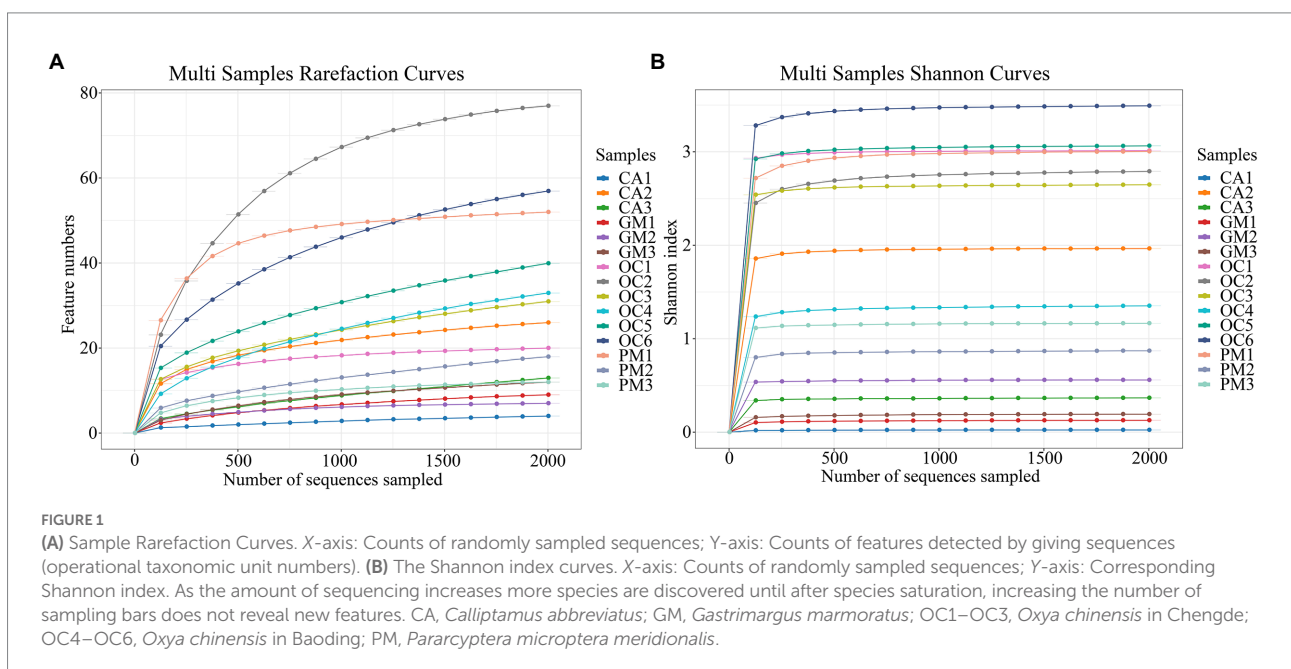 A
Multi Samples Rarefaction Curves
80
60
40
20
0
Feature numbers
0 500 1000 1500 2000
Number of sequences sampled
Samples
CA1
CA2
CA3
GM1
GM2
GM3
OC1
OC2
OC3
OC4
OC5
OC6
PM1
PM2
PM3
B
Multi Samples Shannon Curves
3
2
1
0
Shannon index
0 500 1000 1500 2000
Number of sequences sampled
Samples
CA1
CA2
CA3
GM1
GM2
GM3
OC1
OC2
OC3
OC4
OC5
OC6
PM1
PM2
PM3
FIGURE 1
(A) Sample Rarefaction Curves. X-axis: Counts of randomly sampled sequences; Y-axis: Counts of features detected by giving sequences
(operational taxonomic unit numbers). (B) The Shannon index curves. X-axis: Counts of randomly sampled sequences; Y-axis: Corresponding
Shannon index. As the amount of sequencing increases more species are discovered until after species saturation, increasing the number of
sampling bars does not reveal new features. CA, Calliptamus abbreviatus; GM, Gastrimargus marmoratus; OC1–OC3, Oxya chinensis in Chengde;
OC4–OC6, Oxya chinensis in Baoding; PM, Pararcyptera microptera meridionalis.